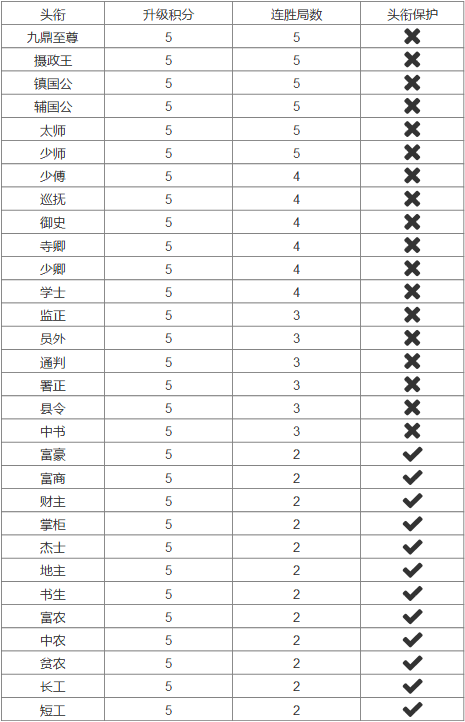 头衔 升级积分 连胜局数 头衔保护
九鼎至尊 5 5 ✖
摄政王 5 5 ✖
镇国公 5 5 ✖
辅国公 5 5 ✖
太师 5 5 ✖
少师 5 5 ✖
少傅 5 4 ✖
巡抚 5 4 ✖
御史 5 4 ✖
寺卿 5 4 ✖
少卿 5 4 ✖
学士 5 4 ✖
监正 5 3 ✖
员外 5 3 ✖
通判 5 3 ✖
署正 5 3 ✖
县令 5 3 ✖
中书 5 3 ✖
富豪 5 2 ✔
富商 5 2 ✔
财主 5 2 ✔
掌柜 5 2 ✔
杰士 5 2 ✔
地主 5 2 ✔
书生 5 2 ✔
富农 5 2 ✔
中农 5 2 ✔
贫农 5 2 ✔
长工 5 2 ✔
短工 5 2 ✔